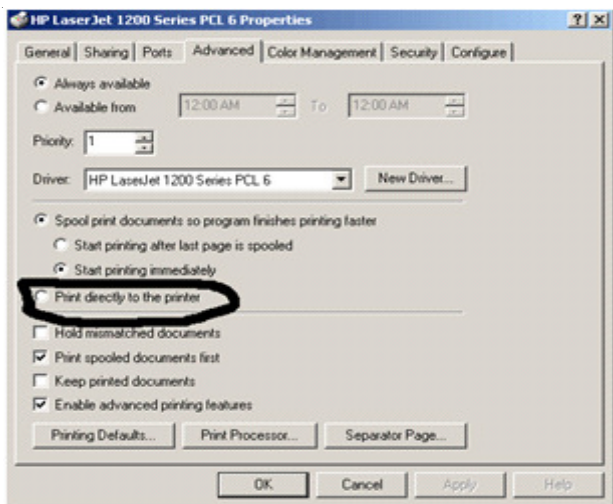 HP LaserJet 1200 Series PCL 6 Properties ? X
General Sharing Ports Advanced Color Management Security Configure
Always available
Available from 12:00 AM To 12:00 AM
Priority: 1
Driver: HP LaserJet 1200 Series PCL 6 New Driver...
Spool print documents so program finishes printing faster
Start printing after last page is spooled
Start printing immediately
Print directly to the printer
Hold mismatched documents
Print spooled documents first
Keep printed documents
Enable advanced printing features
Printing Defaults... Print Processor... Separator Page...
OK Cancel Apply Help